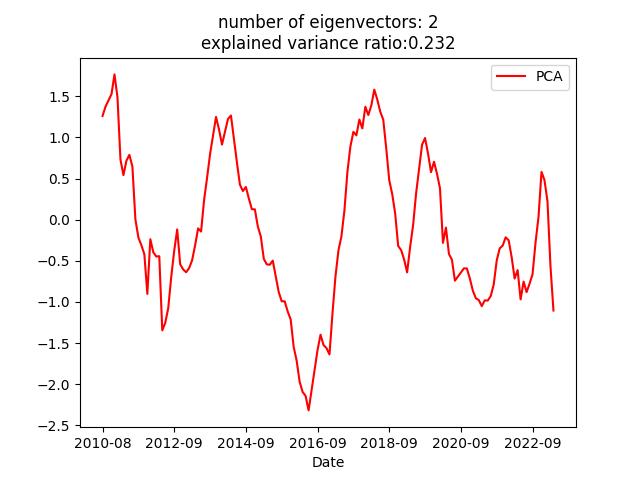 number of eigenvectors: 2
explained variance ratio:0.232
PCA
1.5
1.0
0.5
0.0
−0.5
−1.0
−1.5
−2.0
−2.5
2010-08 2012-09 2014-09 2016-09 2018-09 2020-09 2022-09
Date